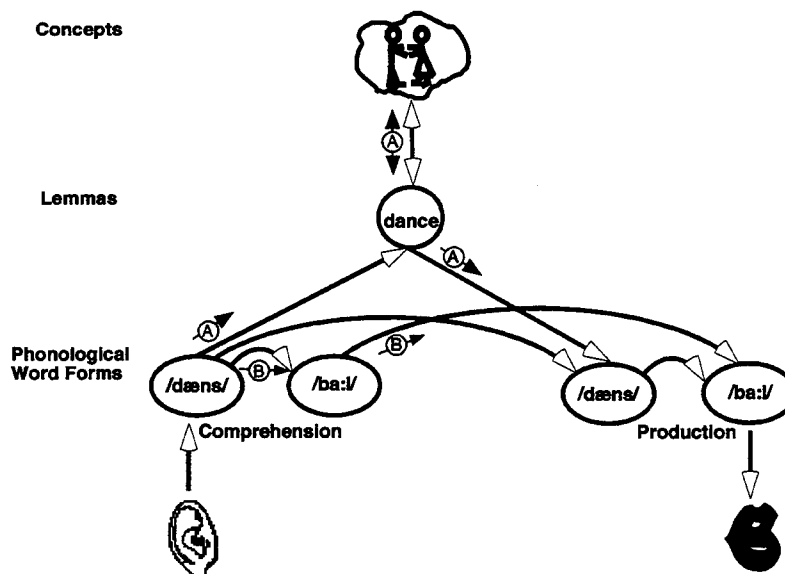 Concepts
A
Lemmas
dance
A
A
Phonological
Word Forms
/dæns/
B
/ba:l/
B
/dæns/
/ba:l/
Comprehension
Production